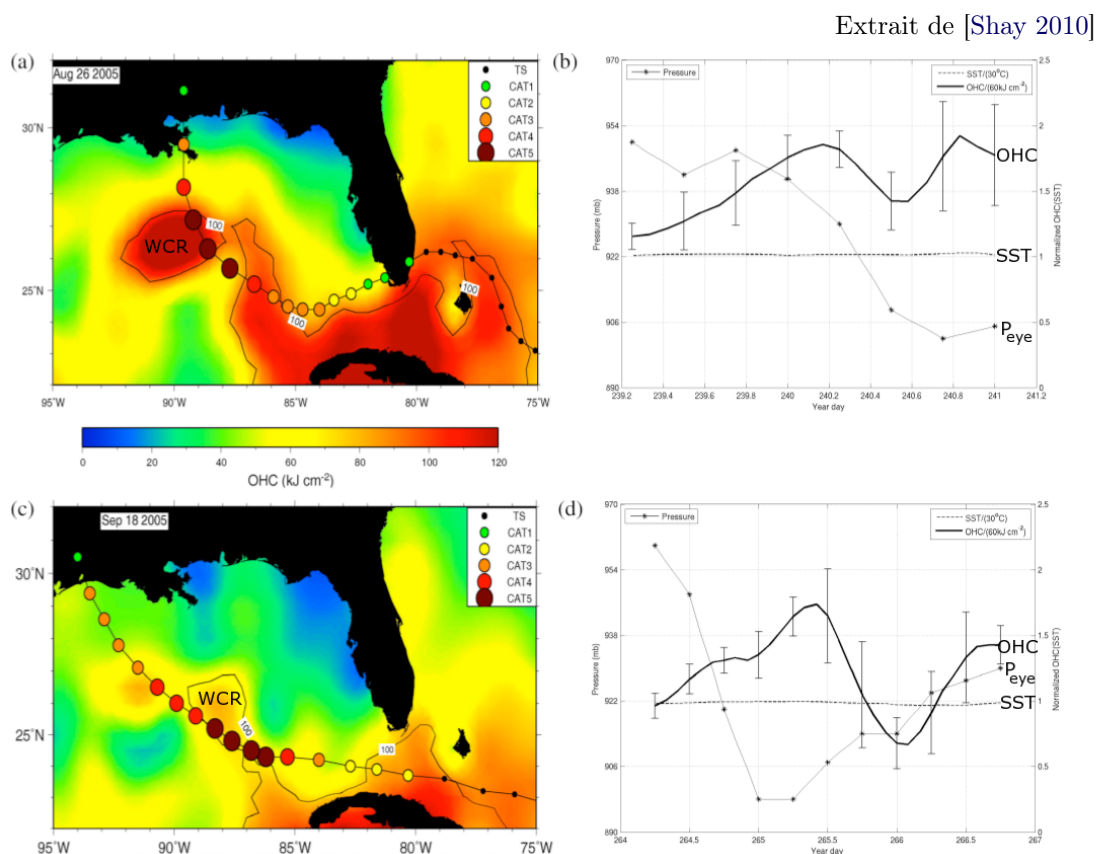 Extrait de [Shay 2010]
(a)
Aug 26 2005
TS
CAT1
CAT2
CAT3
CAT4
CAT5
30°N
25°N
WCR
100
100
100
95°W
90°W
85°W
80°W
75°W
(b)
Pressure
SST/(30°C)
OHC/(60kJ cm⁻²)
970
954
938
922
906
890
Pressure (mb)
2.5
2
1.5
1
0.5
0
Normalized OHC(SST)
OHC
SST
Peye
239.2
239.4
239.6
239.8
240
240.2
240.4
240.6
240.8
241
241.2
Year day
0
20
40
60
80
100
120
OHC (kJ cm⁻²)
(c)
Sep 18 2005
TS
CAT1
CAT2
CAT3
CAT4
CAT5
30°N
25°N
WCR
100
100
95°W
90°W
85°W
80°W
75°W
(d)
Pressure
SST/(30°C)
OHC/(60kJ cm⁻²)
970
954
938
922
906
890
Pressure (mb)
2.5
2
1.5
1
0.5
0
Normalized OHC(SST)
OHC
Peye
SST
264
264.5
265
265.5
266
266.5
267
Year day